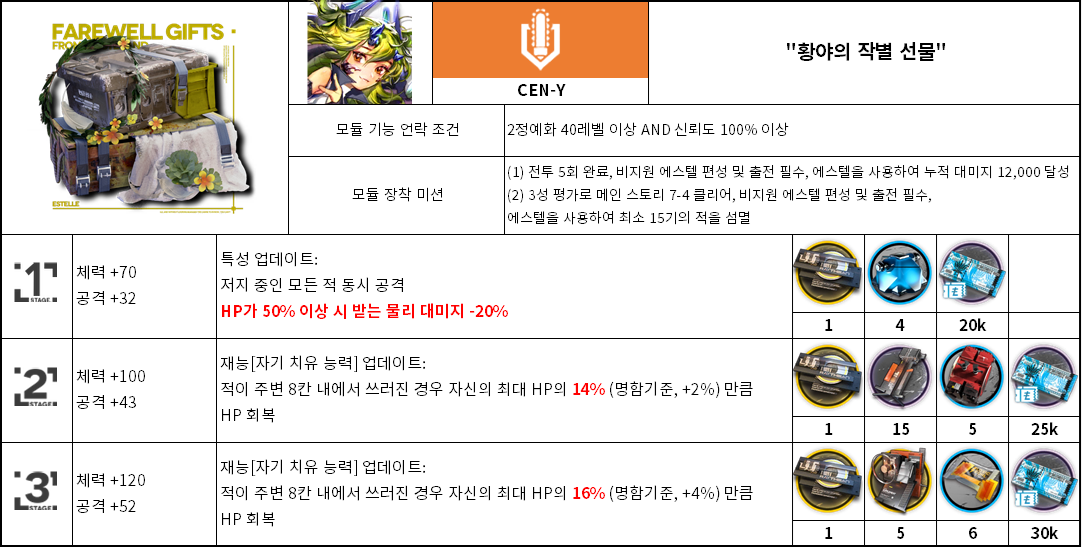 FAREWELL GIFTS
ESTELLE
CEN-Y
"황야의 작별 선물"
모듈 기능 언락 조건
2정예화 40레벨 이상 AND 신뢰도 100% 이상
모듈 장착 미션
(1) 전투 5회 완료, 비지원 에스텔 편성 및 출전 필수, 에스텔을 사용하여 누적 대미지 12,000 달성
(2) 3성 평가로 메인 스토리 7-4 클리어, 비지원 에스텔 편성 및 출전 필수,
에스텔을 사용하여 최소 15기의 적을 섬멸
1
STAGE.
체력 +70
공격 +32
특성 업데이트:
저지 중인 모든 적 동시 공격
HP가 50% 이상 시 받는 물리 대미지 -20%
1
4
20k
2
STAGE.
체력 +100
공격 +43
재능[자기 치유 능력] 업데이트:
적이 주변 8칸 내에서 쓰러진 경우 자신의 최대 HP의 14% (명함기준, +2%) 만큼
HP 회복
1
15
5
25k
3
STAGE.
체력 +120
공격 +52
재능[자기 치유 능력] 업데이트:
적이 주변 8칸 내에서 쓰러진 경우 자신의 최대 HP의 16% (명함기준, +4%) 만큼
HP 회복
1
5
6
30k